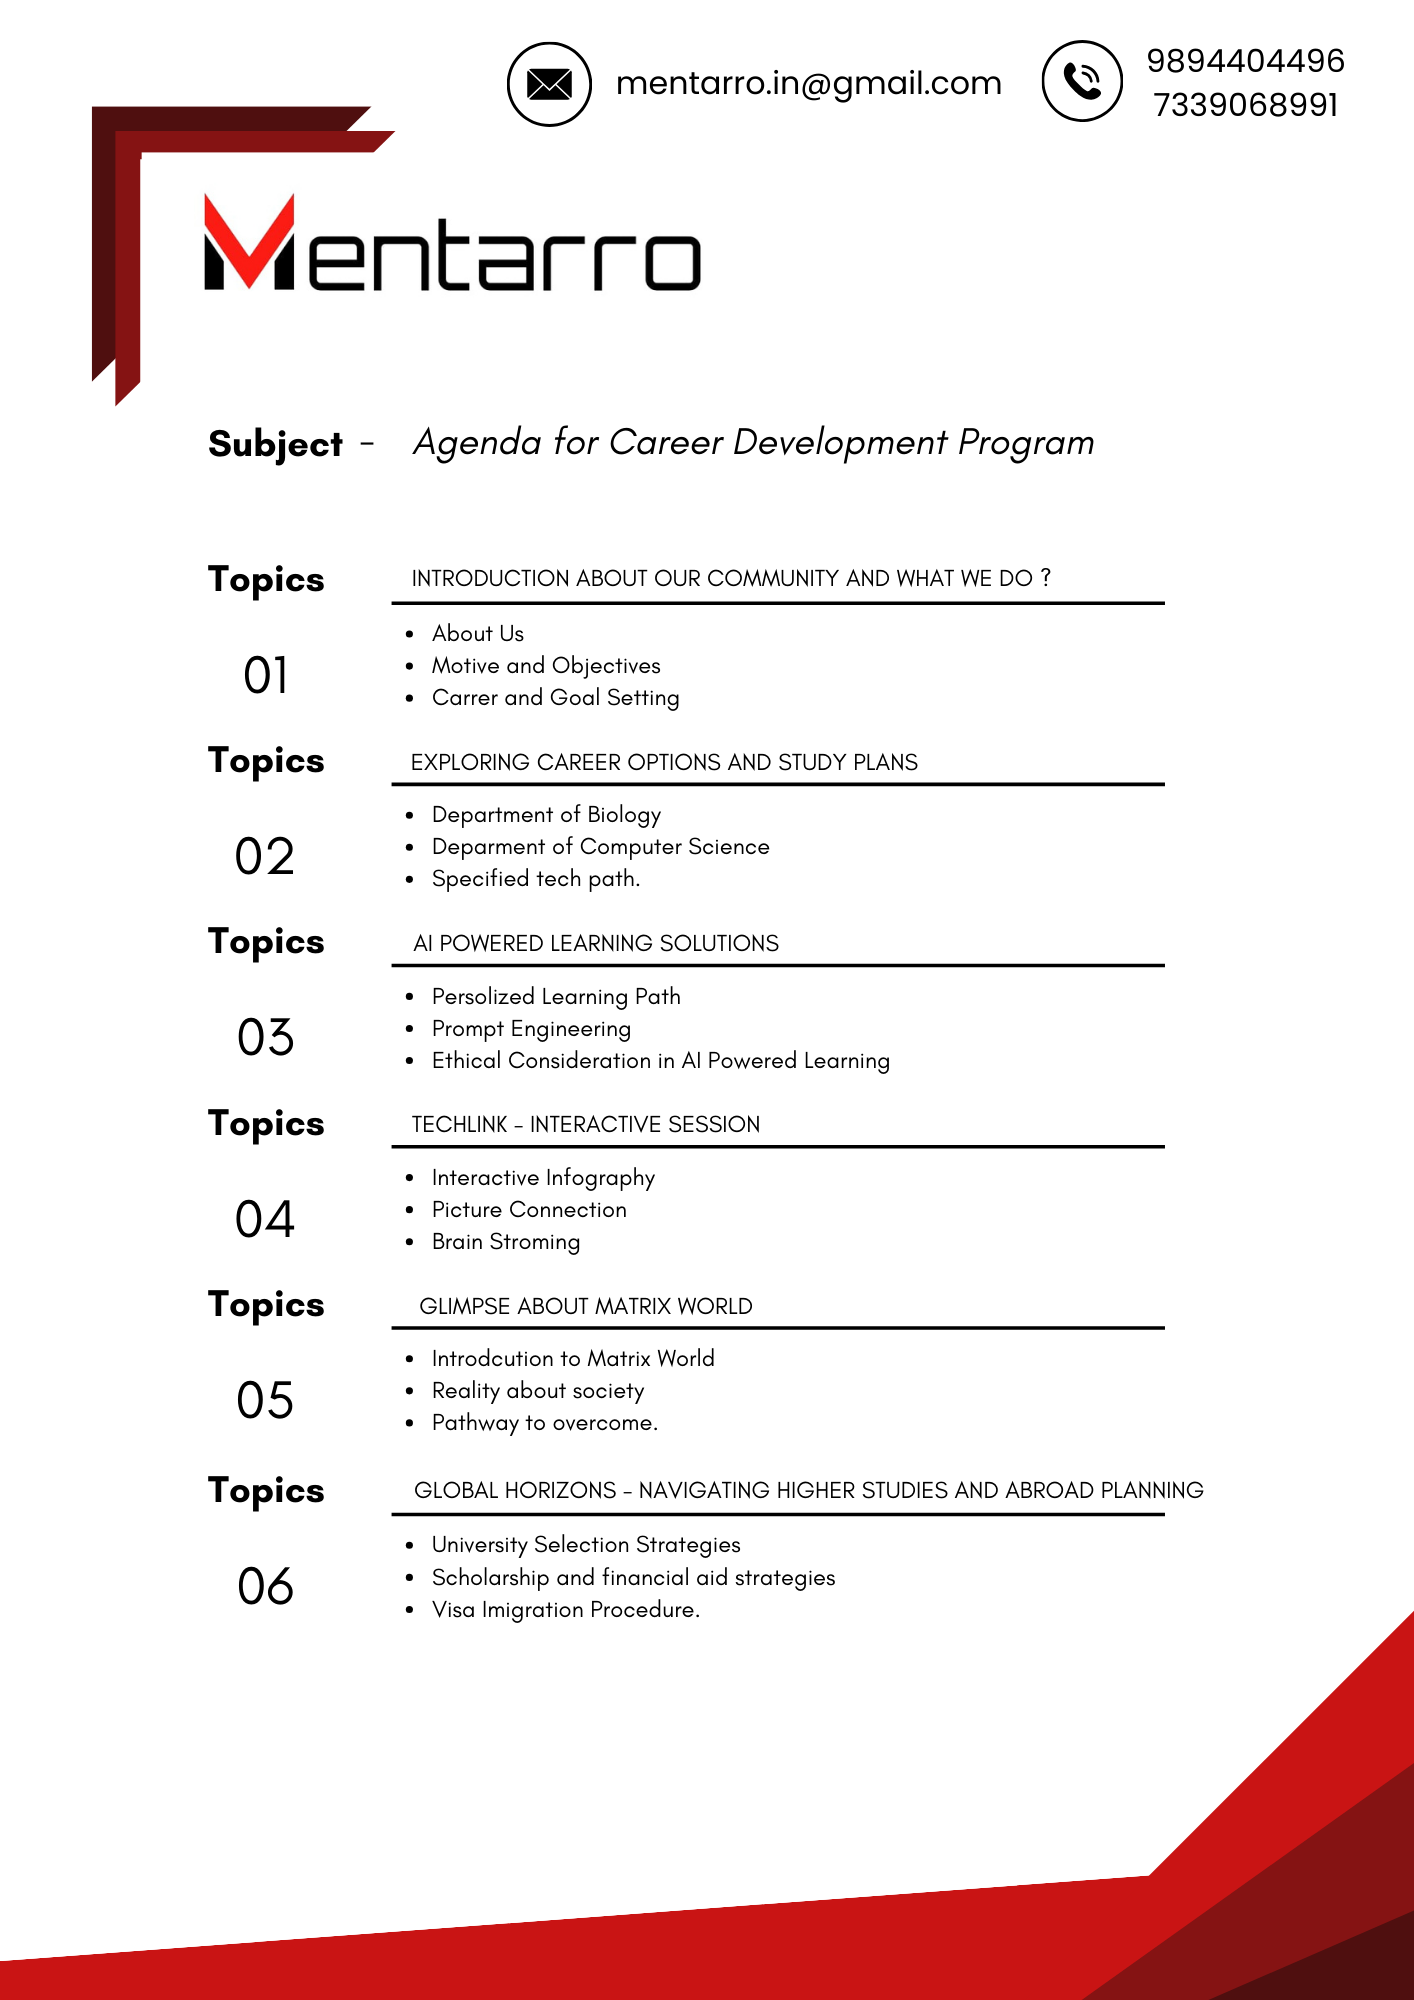 mentarro.in@gmail.com
9894404496
7339068991
Mentarro
Subject - Agenda for Career Development Program
Topics INTRODUCTION ABOUT OUR COMMUNITY AND WHAT WE DO ?
01
• About Us
• Motive and Objectives
• Carrer and Goal Setting
Topics EXPLORING CAREER OPTIONS AND STUDY PLANS
02
• Department of Biology
• Deparment of Computer Science
• Specified tech path.
Topics AI POWERED LEARNING SOLUTIONS
03
• Persolized Learning Path
• Prompt Engineering
• Ethical Consideration in AI Powered Learning
Topics TECHLINK - INTERACTIVE SESSION
04
• Interactive Infography
• Picture Connection
• Brain Stroming
Topics GLIMPSE ABOUT MATRIX WORLD
05
• Introdcution to Matrix World
• Reality about society
• Pathway to overcome.
Topics GLOBAL HORIZONS - NAVIGATING HIGHER STUDIES AND ABROAD PLANNING
06
• University Selection Strategies
• Scholarship and financial aid strategies
• Visa Imigration Procedure.